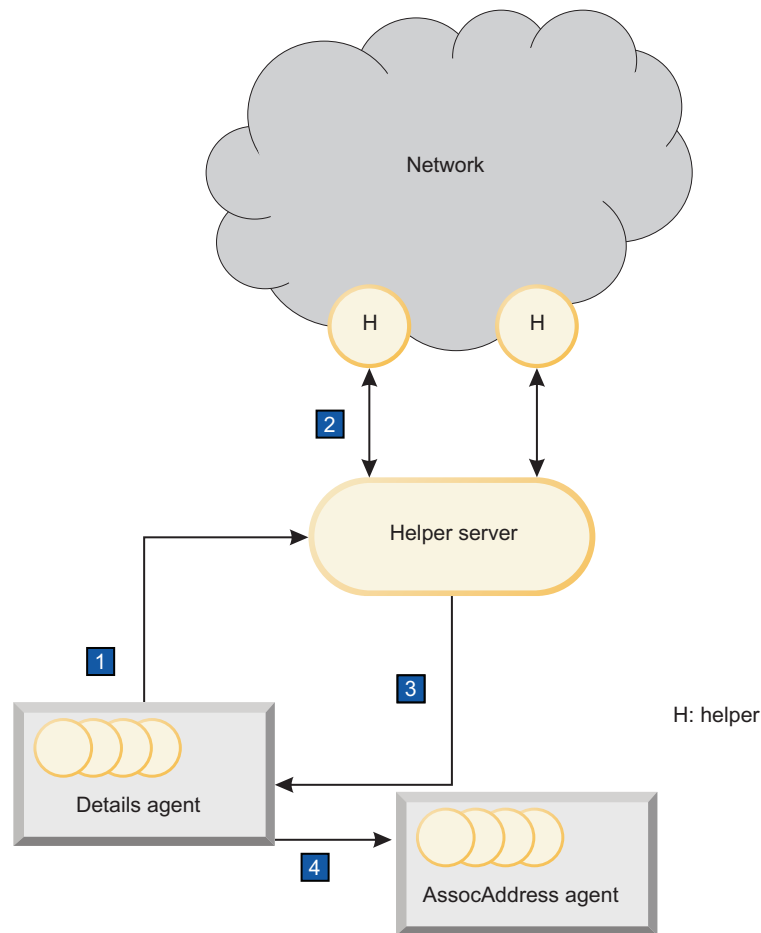 Network
H
H
2
Helper server
1
3
H: helper
Details agent
4
AssocAddress agent